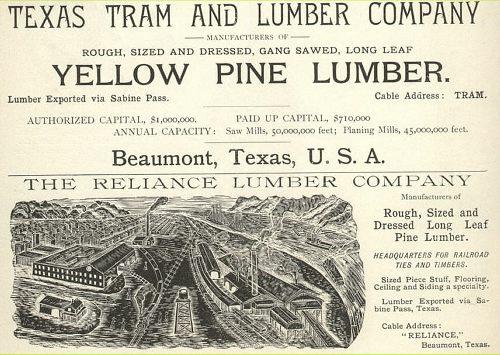 TEXAS TRAM AND LUMBER COMPANY
MANUFACTURERS OF
ROUGH, SIZED AND DRESSED, GANG SAWED, LONG LEAF
YELLOW PINE LUMBER.
Lumber Exported via Sabine Pass. Cable Address: TRAM.
AUTHORIZED CAPITAL, $1,000,000. PAID UP CAPITAL, $710,000
ANNUAL CAPACITY: Saw Mills, 50,000,000 feet; Planing Mills, 45,000,000 feet.
Beaumont, Texas, U. S. A.
THE RELIANCE LUMBER COMPANY
Manufacturers of
Rough, Sized and
Dressed Long Leaf
Pine Lumber.
HEADQUARTERS FOR RAILROAD
TIES AND TIMBERS.
Sized Piece Stuff, Flooring,
Ceiling and Siding a specialty.
Lumber Exported via Sa-
bine Pass, Texas.
Cable Address:
"RELIANCE,"
Beaumont, Texas.